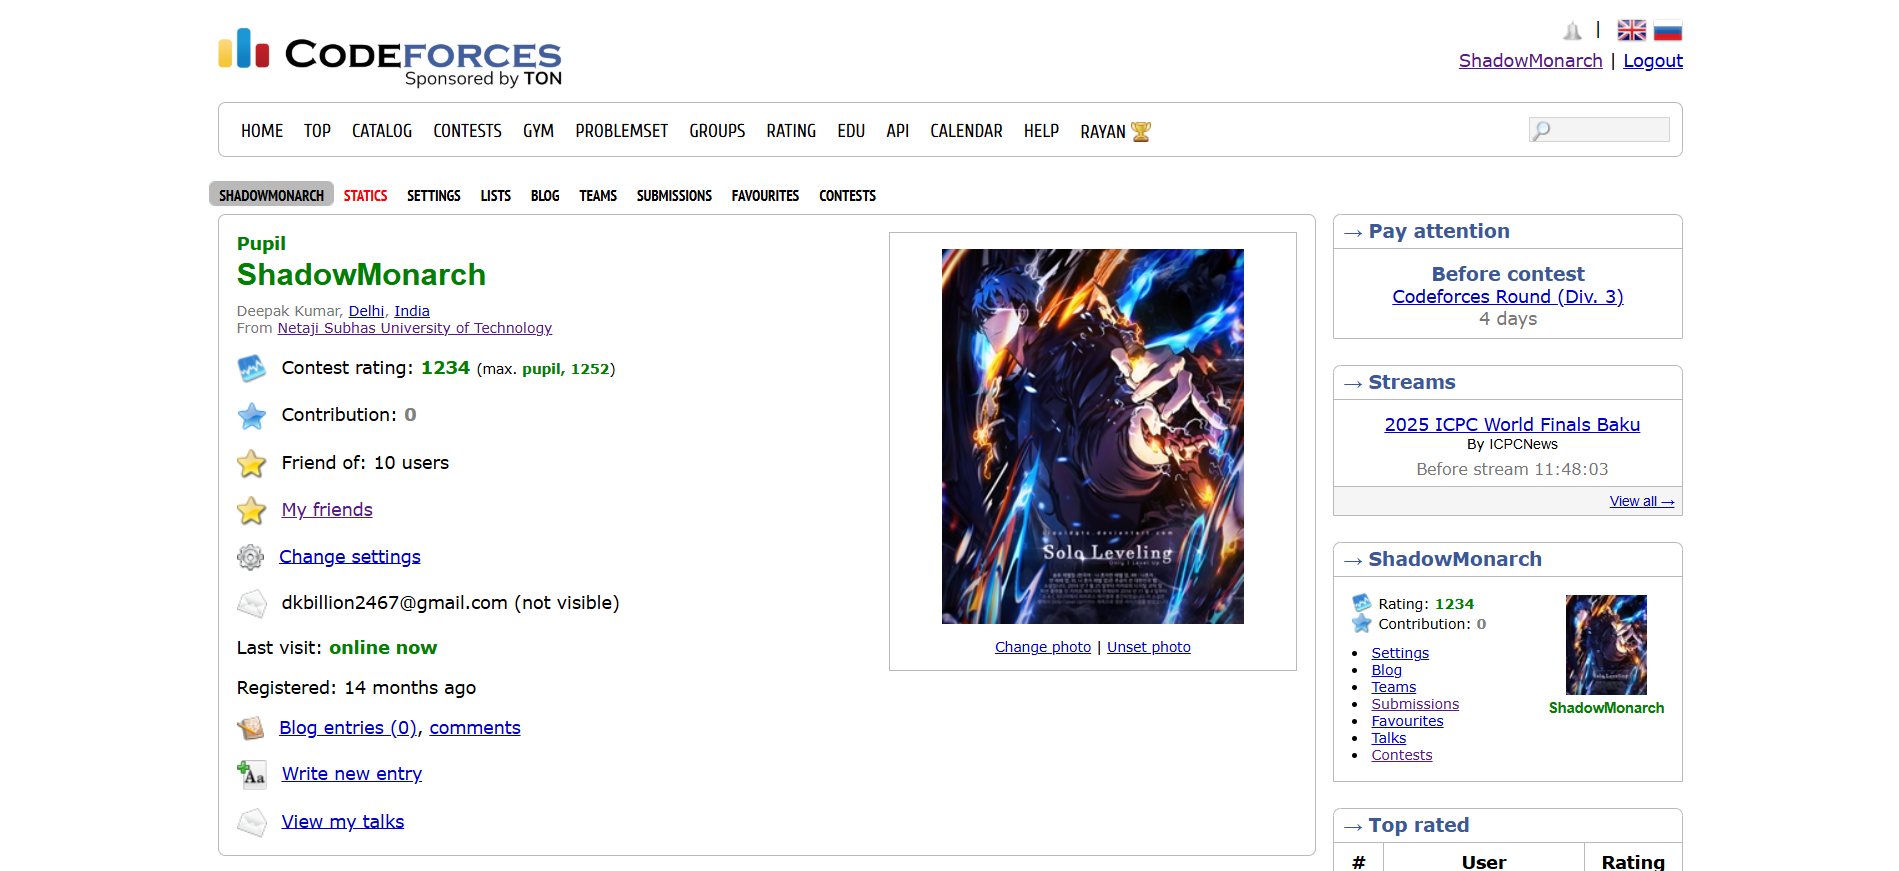 CODEFORCES
Sponsored by TON
|
ShadowMonarch | Logout
HOME TOP CATALOG CONTESTS GYM PROBLEMSET GROUPS RATING EDU API CALENDAR HELP RAYAN
SHADOWMONARCH STATICS SETTINGS LISTS BLOG TEAMS SUBMISSIONS FAVOURITES CONTESTS
Pupil
ShadowMonarch
Deepak Kumar, Delhi, India
From Netaji Subhas University of Technology
Contest rating: 1234 (max. pupil, 1252)
Contribution: 0
Friend of: 10 users
My friends
Change settings
dkbillion2467@gmail.com (not visible)
Last visit: online now
Registered: 14 months ago
Blog entries (0), comments
Aa
Write new entry
View my talks
Solo Leveling
Only I Level Up
Change photo | Unset photo
→ Pay attention
Before contest
Codeforces Round (Div. 3)
4 days
→ Streams
2025 ICPC World Finals Baku
By ICPCNews
Before stream 11:48:03
View all →
→ ShadowMonarch
Rating: 1234
Contribution: 0
Settings
Blog
Teams
Submissions
Favourites
Talks
Contests
Solo Leveling
ShadowMonarch
→ Top rated
# User Rating